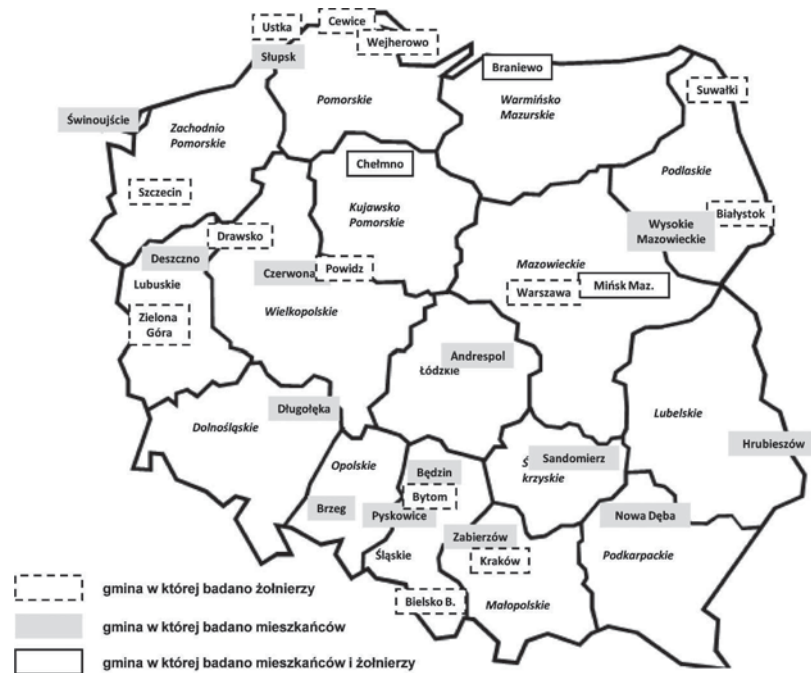 Ustka
Cewice
Wejherowo
Słupsk
Braniewo
Suwałki
Pomorskie
Warmińsko
Mazurskie
Świnoujście
Zachodnio
Pomorskie
Chełmno
Podlaskie
Szczecin
Kujawsko
Pomorskie
Białystok
Drawsko
Wysokie
Mazowieckie
Deszczno
Czerwona
Powidz
Mazowieckie
Lubuskie
Warszawa
Mińsk Maz.
Wielkopolskie
Zielona
Góra
Andrespol
Łódzkie
Długołęka
Dolnośląskie
Lubelskie
Hrubieszów
Opolskie
Będzin
Ś
Sandomierz
krzyskie
Bytom
Brzeg
Pyskowice
Nowa Dęba
Zabierzów
Śląskie
Kraków
Podkarpackie
Bielsko B.
Małopolskie
gmina w której badano żołnierzy
gmina w której badano mieszkańców
gmina w której badano mieszkańców i żołnierzy